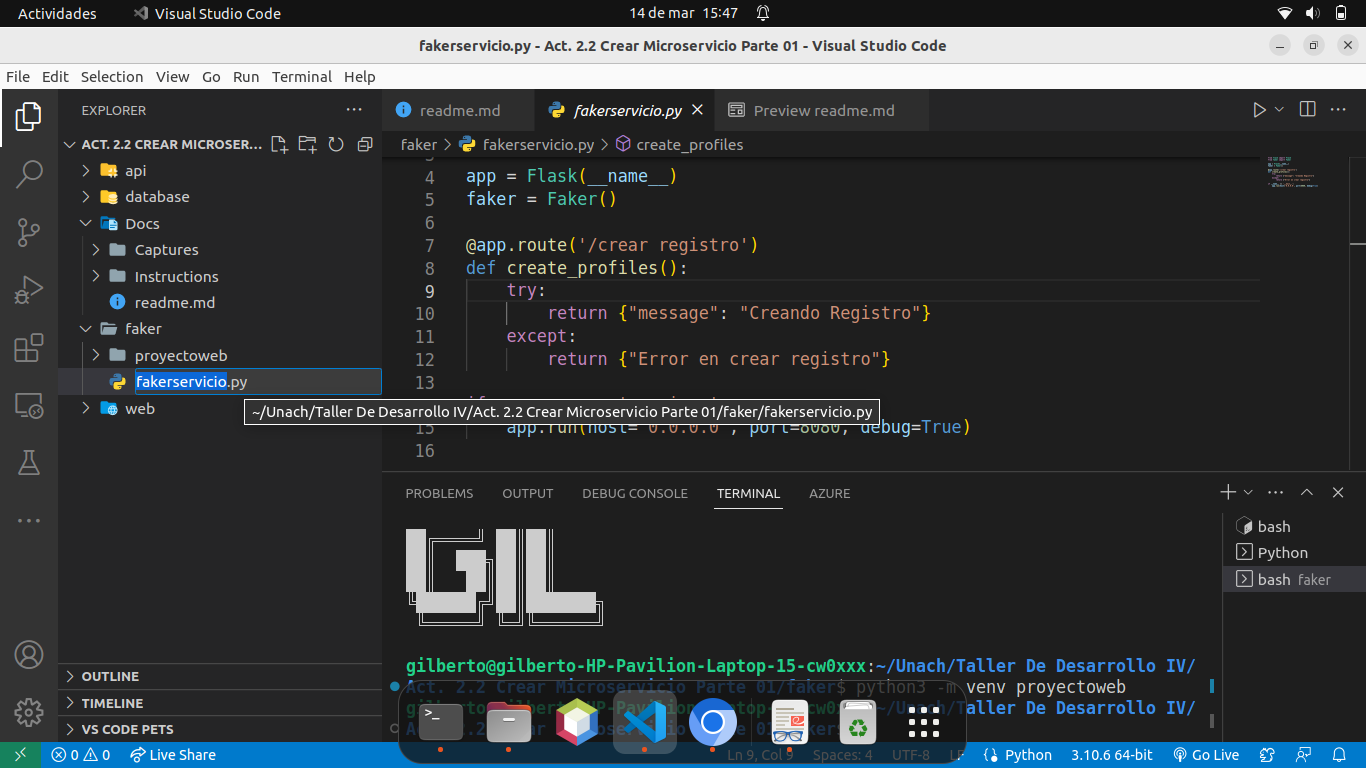 Actividades
Visual Studio Code
14 de mar 15:47
fakerservicio.py - Act. 2.2 Crear Microservicio Parte 01 - Visual Studio Code
File Edit Selection View Go Run Terminal Help
EXPLORER
ACT. 2.2 CREAR MICROSER...
api
database
Docs
Captures
Instructions
readme.md
faker
proyectoweb
fakerservicio.py
web
~/Unach/Taller De Desarrollo IV/Act. 2.2 Crear Microservicio Parte 01/faker/fakerservicio.py
OUTLINE
TIMELINE
VS CODE PETS
readme.md
fakerservicio.py
Preview readme.md
faker > fakerservicio.py > create_profiles
4 app = Flask(__name__)
5 faker = Faker()
6
7 @app.route('/crear registro')
8 def create_profiles():
9 try:
10 return {"message": "Creando Registro"}
11 except:
12 return {"Error en crear registro"}
13
15 app.run(host='0.0.0.0', port=8080, debug=True)
16
PROBLEMS OUTPUT DEBUG CONSOLE TERMINAL AZURE
GIL
bash
Python
bash faker
gilberto@gilberto-HP-Pavilion-Laptop-15-cw0xxx:~/Unach/Taller De Desarrollo IV/
Act. 2.2 Crear Microservicio Parte 01/faker$ python3 -m venv proyectoweb
gilberto@gilberto-HP-Pavilion-Laptop-15-cw0xxx:~/Unach/Taller De Desarrollo IV/
Act. 2.2 Crear Microservicio Parte 01/faker$
0 0
Live Share
Ln 9, Col 9
Spaces: 4
UTF-8
LF
Python
3.10.6 64-bit
Go Live